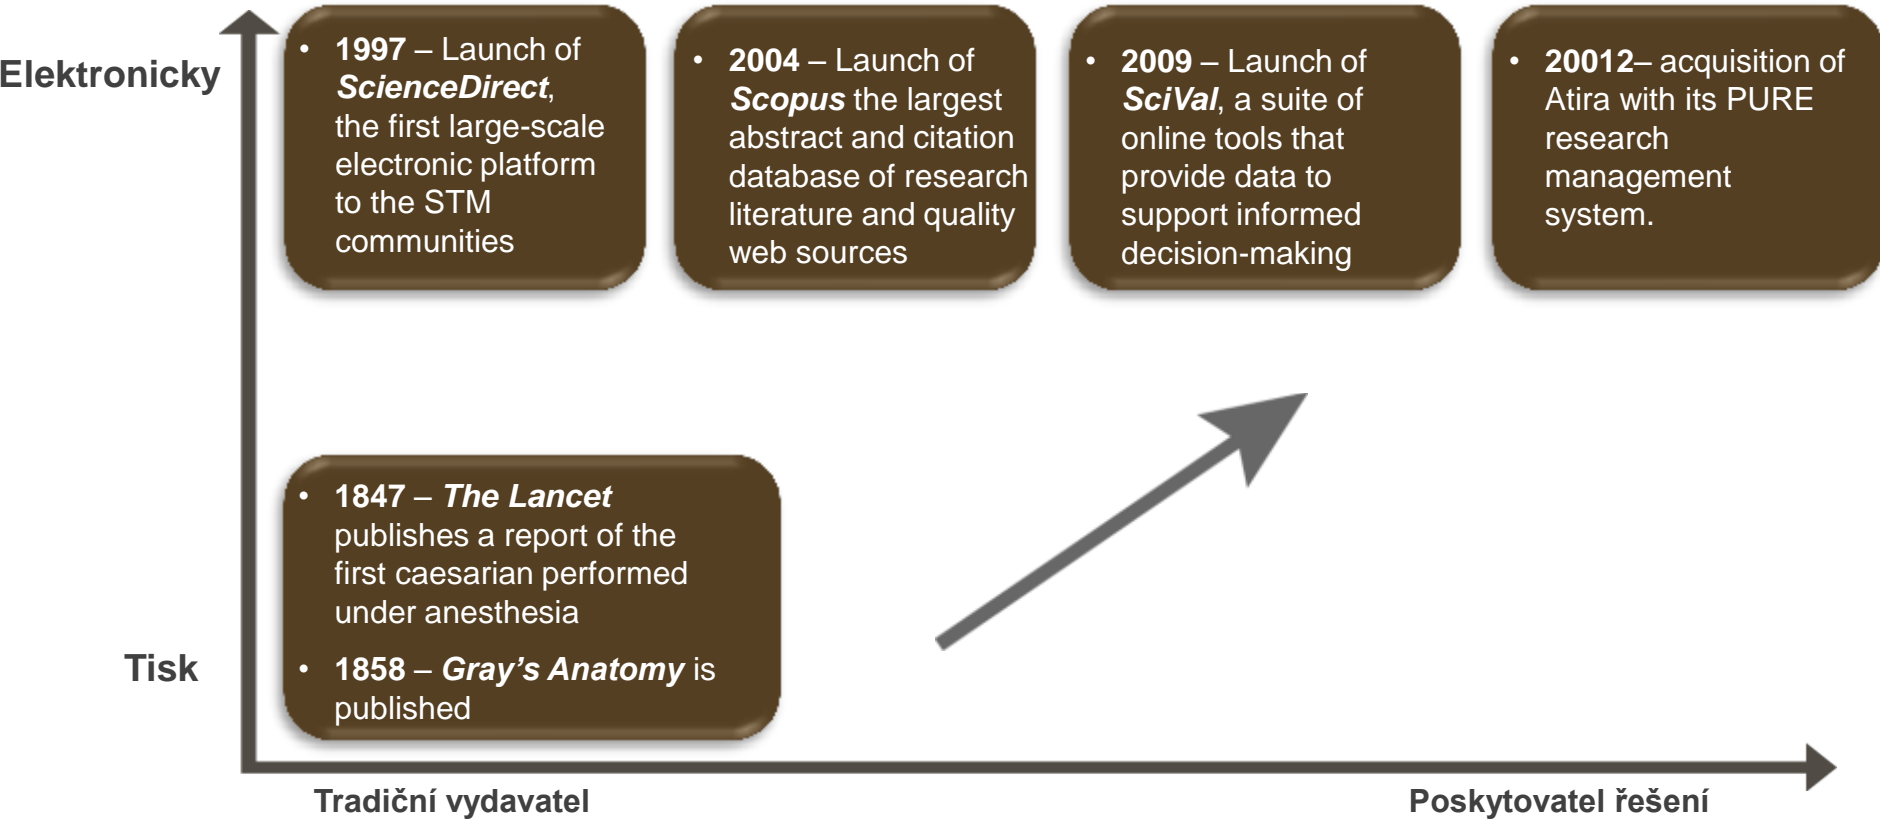 Elektronicky
• 1997 – Launch of
ScienceDirect,
the first large-scale
electronic platform
to the STM
communities
• 2004 – Launch of
Scopus the largest
abstract and citation
database of research
literature and quality
web sources
• 2009 – Launch of
SciVal, a suite of
online tools that
provide data to
support informed
decision-making
• 20012– acquisition of
Atira with its PURE
research
management
system.
Tisk
• 1847 – The Lancet
publishes a report of the
first caesarian performed
under anesthesia
• 1858 – Gray’s Anatomy is
published
Tradiční vydavatel
Poskytovatel řešení